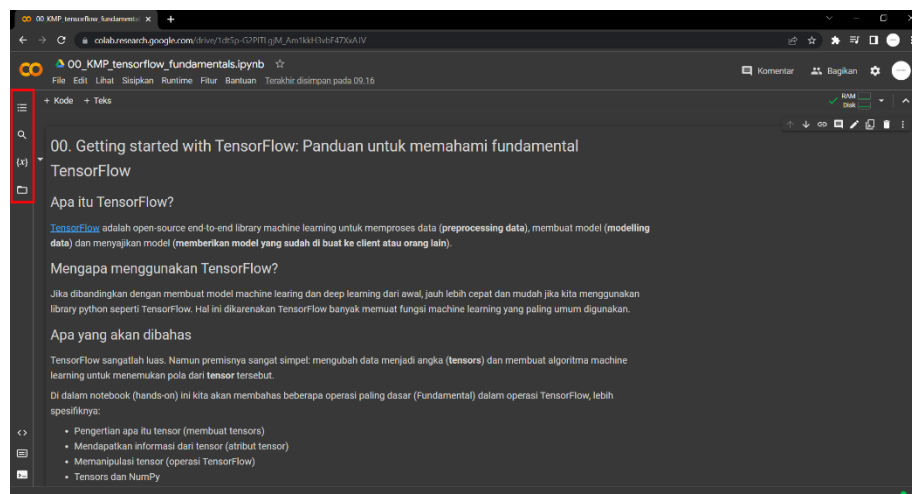 00_KMP_tensorflow_fundamenta
colab.research.google.com/drive/
00_KMP_tensorflow_fundamentals.ipynb
File Edit Lihat Sisipkan Runtime Fitur Bantuan Terakhir disimpan pada 09.16
Komentar Bagikan
+ Kode + Teks
RAM
Disk
{x}
00. Getting started with TensorFlow: Panduan untuk memahami fundamental
TensorFlow
Apa itu TensorFlow?
TensorFlow adalah open-source end-to-end library machine learning untuk memproses data (preprocessing data), membuat model (modelling
data) dan menyajikan model (memberikan model yang sudah di buat ke client atau orang lain).
Mengapa menggunakan TensorFlow?
Jika dibandingkan dengan membuat model machine learing dan deep learning dari awal, jauh lebih cepat dan mudah jika kita menggunakan
library python seperti TensorFlow. Hal ini dikarenakan TensorFlow banyak memuat fungsi machine learning yang paling umum digunakan.
Apa yang akan dibahas
TensorFlow sangatlah luas. Namun premisnya sangat simpel: mengubah data menjadi angka (tensors) dan membuat algoritma machine
learning untuk menemukan pola dari tensor tersebut.
Di dalam notebook (hands-on) ini kita akan membahas beberapa operasi paling dasar (Fundamental) dalam operasi TensorFlow, lebih
spesifiknya:
• Pengertian apa itu tensor (membuat tensors)
• Mendapatkan informasi dari tensor (atribut tensor)
• Memanipulasi tensor (operasi TensorFlow)
• Tensors dan NumPy